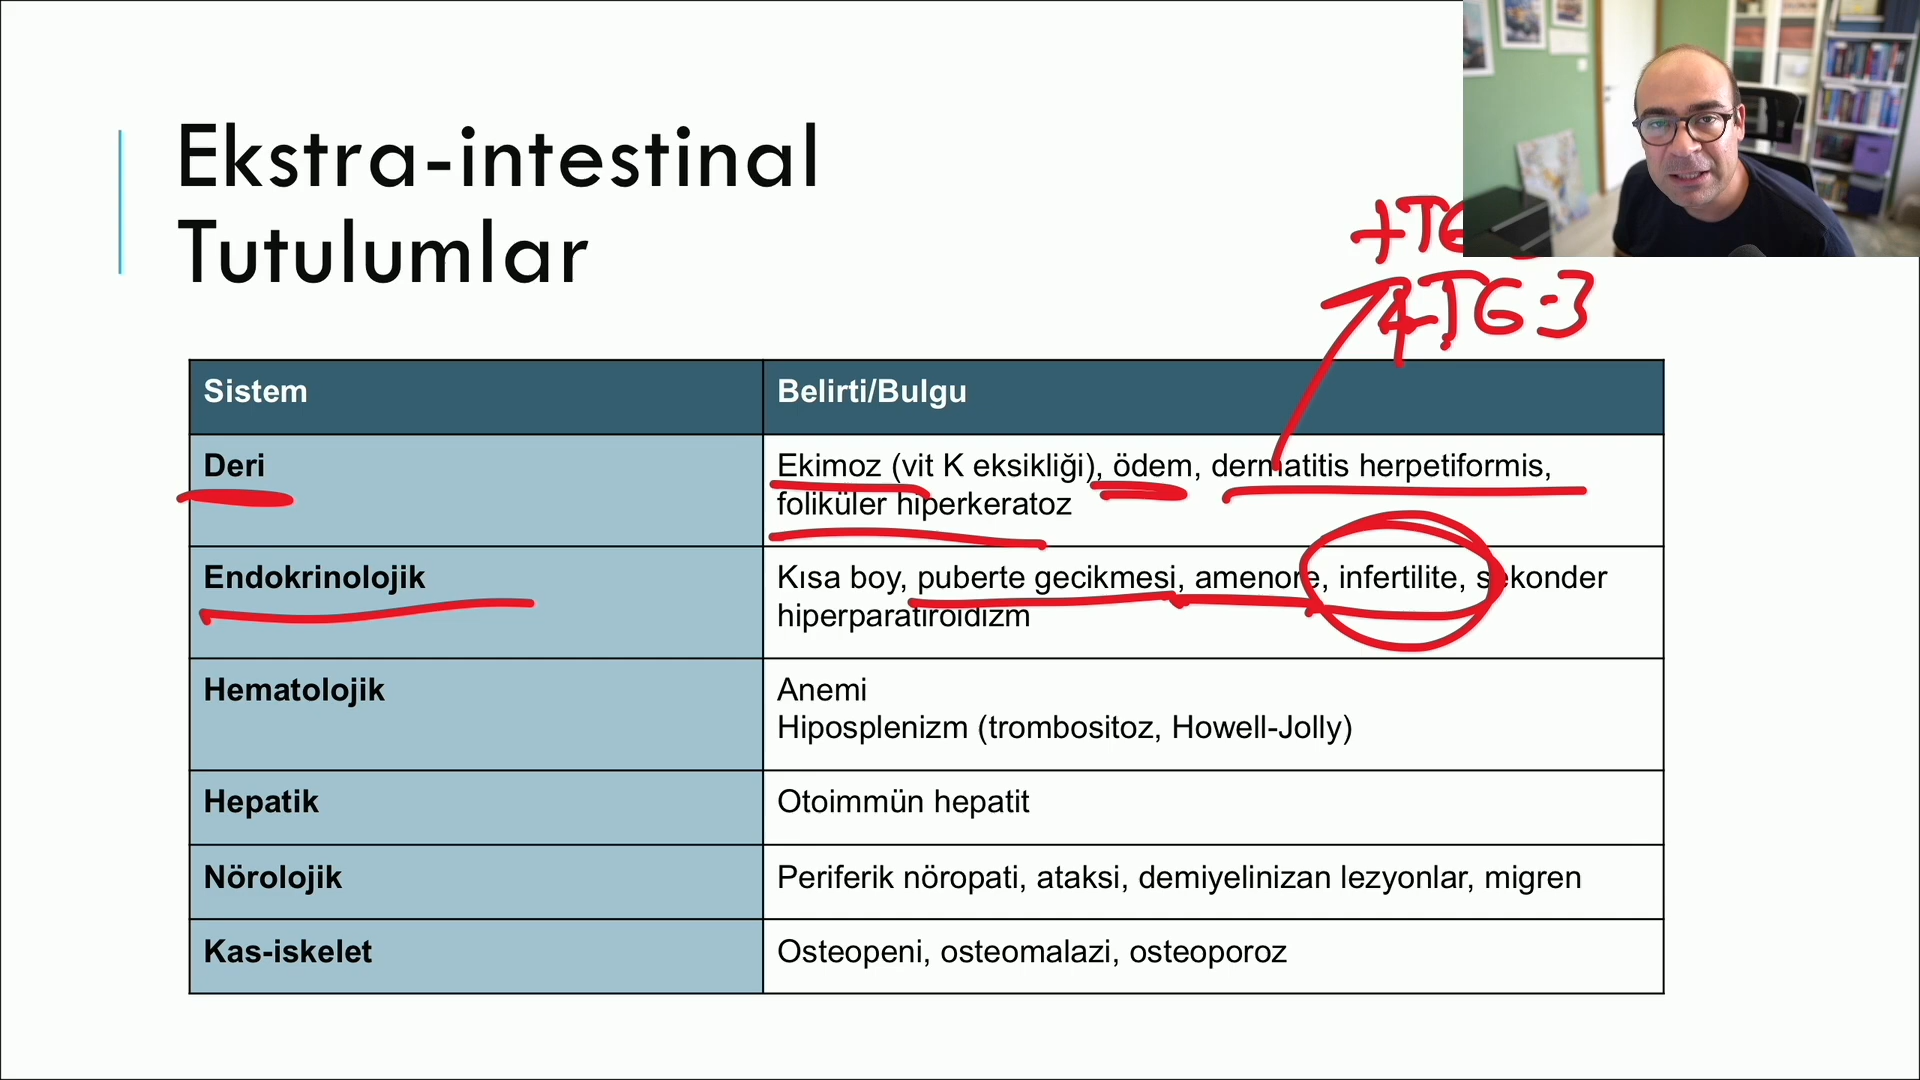 Ekstra-intestinal
Tutulumlar
TG-3
Sistem Belirti/Bulgu
Deri Ekimoz (vit K eksikliği), ödem, dermatitis herpetiformis,
foliküler hiperkeratoz
Endokrinolojik Kısa boy, puberte gecikmesi, amenore, infertilite, sekonder
hiperparatiroidizm
Hematolojik Anemi
Hiposplenizm (trombositoz, Howell-Jolly)
Hepatik Otoimmün hepatit
Nörolojik Periferik nöropati, ataksi, demiyelinizan lezyonlar, migren
Kas-iskelet Osteopeni, osteomalazi, osteoporoz